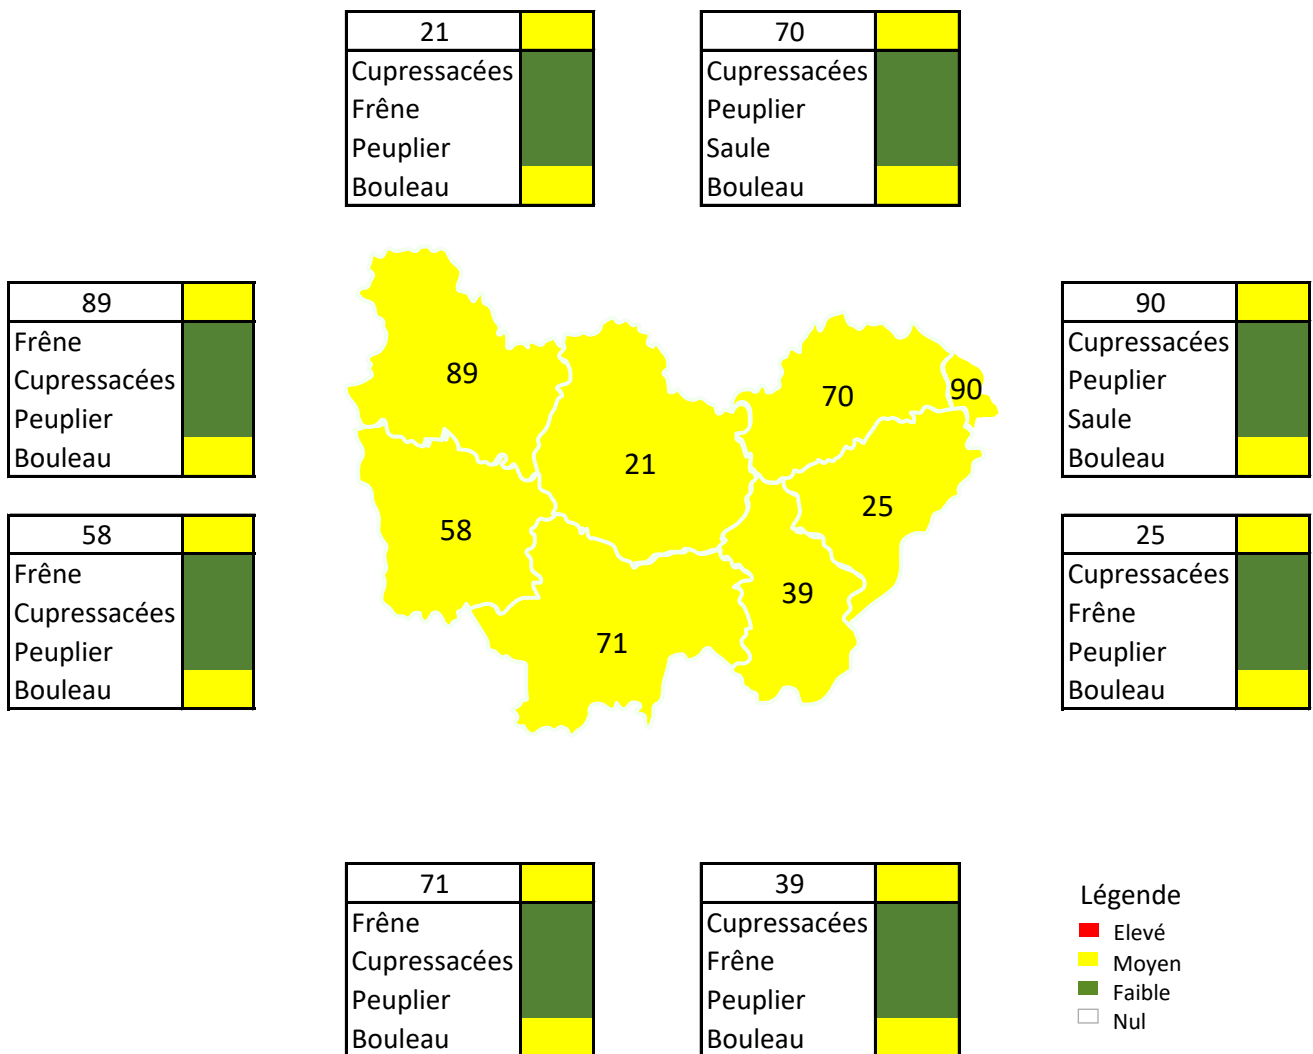 21
Cupressacées
Frêne
Peuplier
Bouleau
70
Cupressacées
Peuplier
Saule
Bouleau
89
Frêne
Cupressacées
Peuplier
Bouleau
90
Cupressacées
Peuplier
Saule
Bouleau
89
70
90
21
25
58
39
71
58
Frêne
Cupressacées
Peuplier
Bouleau
25
Cupressacées
Frêne
Peuplier
Bouleau
71
Frêne
Cupressacées
Peuplier
Bouleau
39
Cupressacées
Frêne
Peuplier
Bouleau
Légende
Elevé
Moyen
Faible
Nul